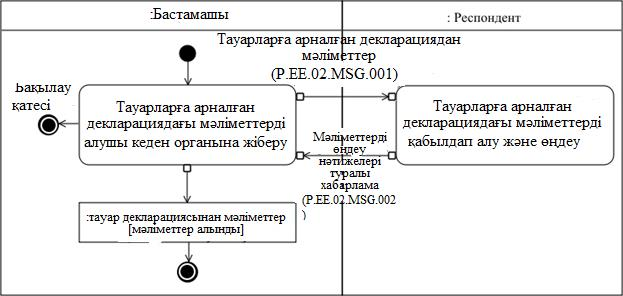 :Бастамашы
: Респондент
Тауарларға арналған декларациядан
мәліметтер
(P.EE.02.MSG.001)
Бақылау
қатесі
Тауарларға арналған
декларациядағы мәліметтерді
алушы кеден органына жіберу
Тауарларға арналған
декларациядағы мәліметтерді
қабылдап алу және өңдеу
Мәліметтерді
өңдеу
нәтижелері
туралы
хабарлама
(P.EE.02.MSG.002
)
:тауар декларациясынан мәліметтер
[мәліметтер алынды]